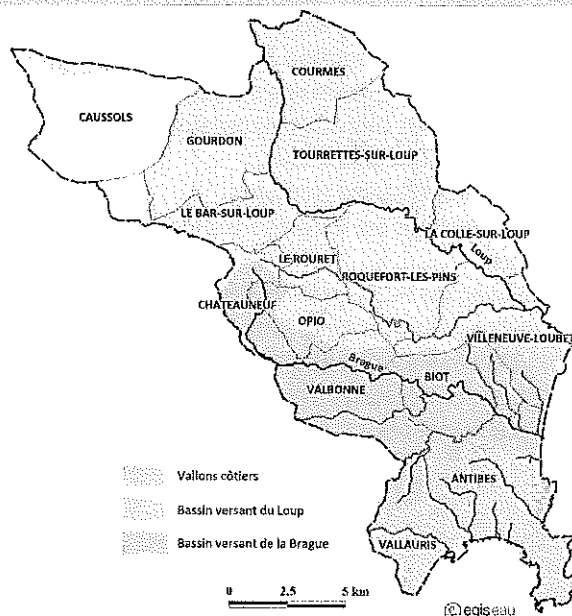 COURMES
CAUSSOLS
GOURDON
TOURRETTES-SUR-LOUP
LE BAR-SUR-LOUP
LA COLLE-SUR-LOUP
Loup
LE ROURET
ROQUEFORT-LES-PINS
CHATEAUNEUF
OPIO
VILLENEUVE-LOUBET
Brague
BIOT
VALBONNE
ANTIBES
VALLAURIS
Vallons côtiers
Bassin versant du Loup
Bassin versant de la Brague
0 2.5 5 km
© egiseau